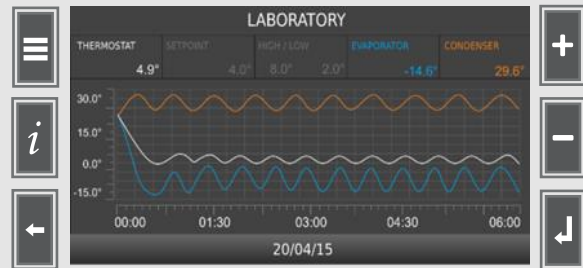 LABORATORY
THERMOSTAT SETPOINT HIGH / LOW EVAPORATOR CONDENSER
4.9° 4.0° 8.0° 2.0° -14.6° 29.6°
30.0°
15.0°
0.0°
-15.0°
00:00 01:30 03:00 04:30 06:00
20/04/15
i